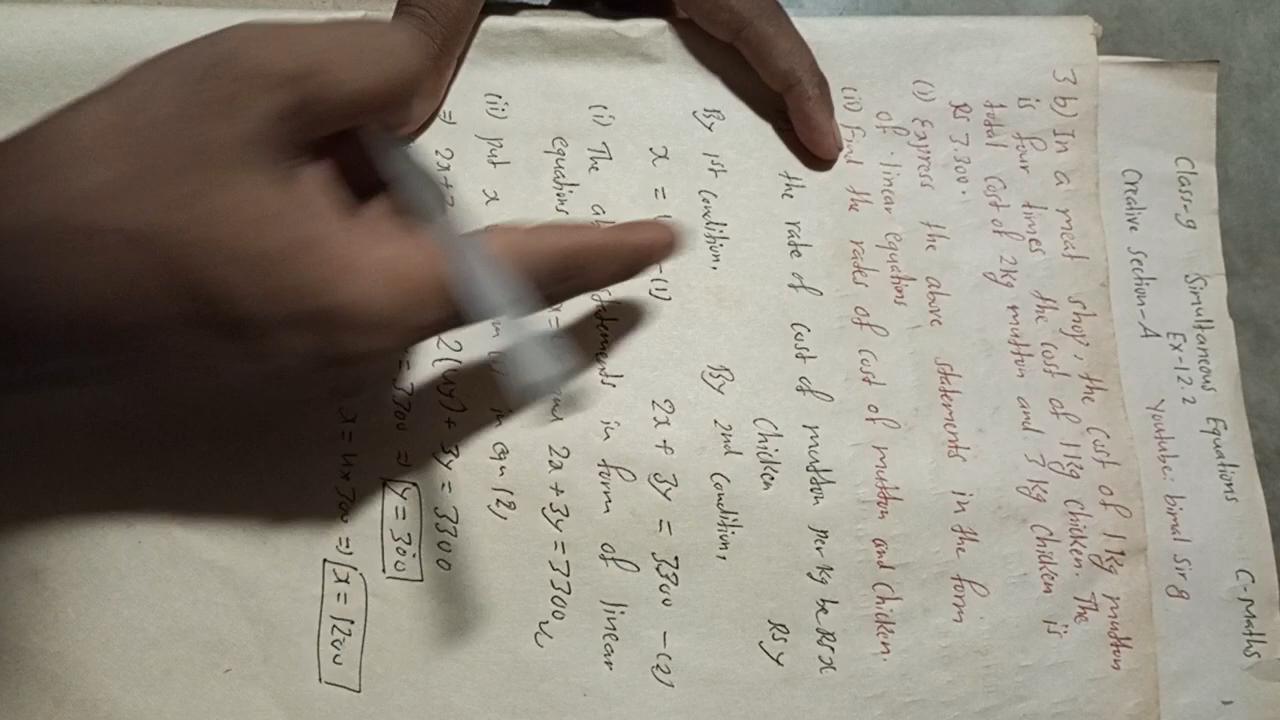 Class-9 Simultaneous Equations C-Maths
Ex-12.2
Creative Section-A Youtube: bimal Sir g
3 b) In a meat shop, the cost of 1 kg mutton
is four times the cost of 1 kg chicken. The
total cost of 2kg mutton and 3 kg chicken is
RS 3300.
(i) Express the above statements in the form
of linear equations
(ii) Find the rates of cost of mutton and chicken.
the rate of cost of mutton per kg be RS x
Chicken RS y
By 1st Condition, By 2nd Condition,
x = -(1) 2x + 3y = 3300 -(2)
(i) The statements in form of linear
equations 2x + 3y = 3300
(ii) put x in eqn (2)
⇒ 2x+ 2(4y) + 3y = 3300
= 3300 ⇒ y = 300
x = 4x300 ⇒ x = 1200